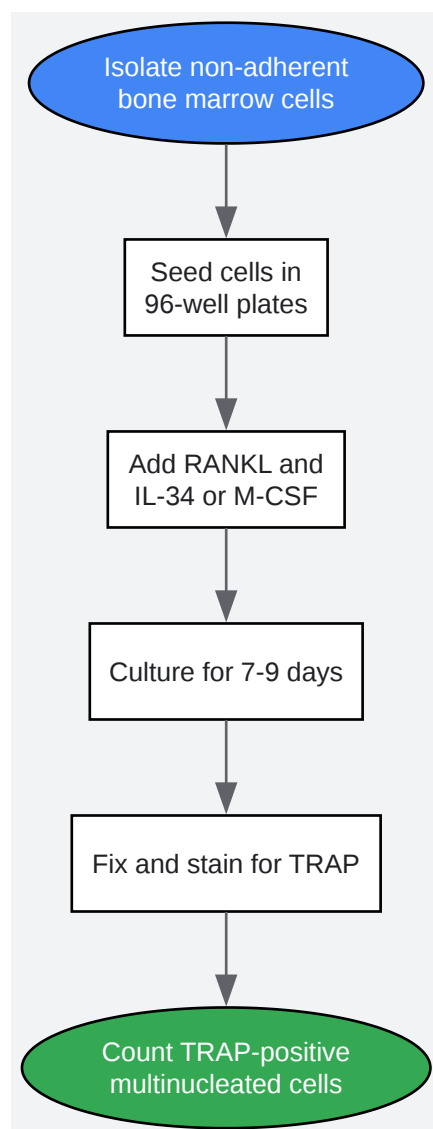 Isolate non-adherent
bone marrow cells
Seed cells in
96-well plates
Add RANKL and
IL-34 or M-CSF
Culture for 7-9 days
Fix and stain for TRAP
Count TRAP-positive
multinucleated cells